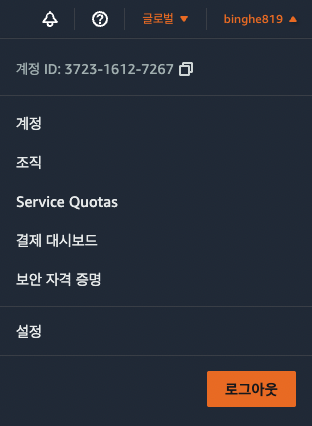 글로벌 binghe819
계정 ID: 3723-1612-7267
계정
조직
Service Quotas
결제 대시보드
보안 자격 증명
설정
로그아웃